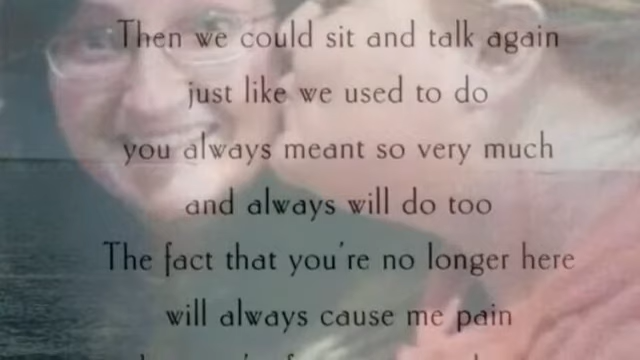 Then we could sit and talk again
just like we used to do
you always meant so very much
and always will do too
The fact that you're no longer here
will always cause me pain